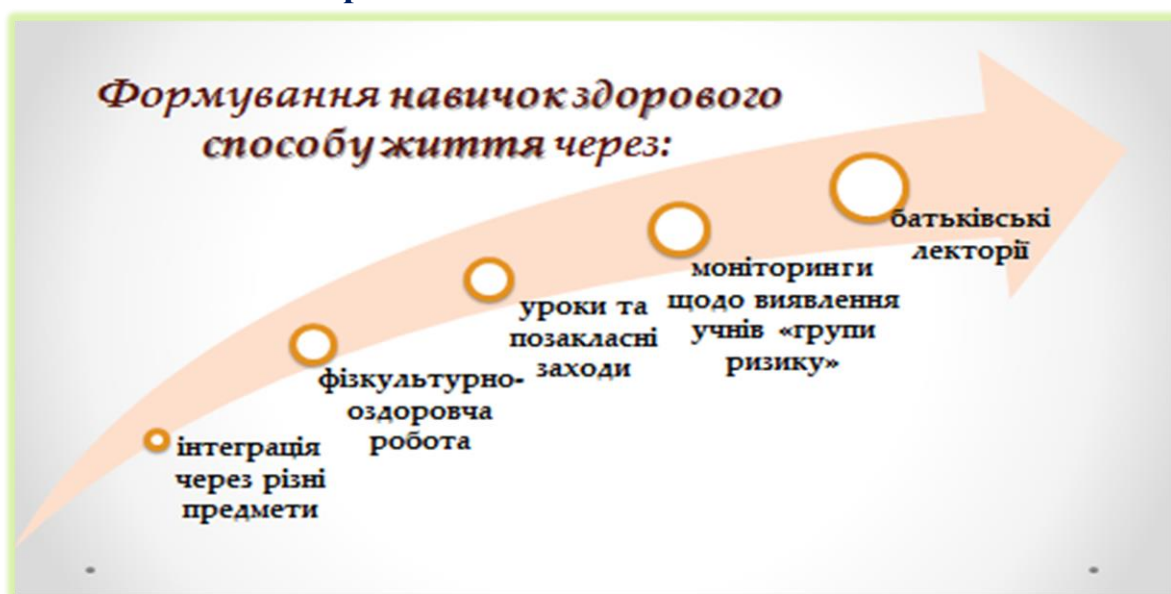 Формування навичок здорового
способу життя через:
інтеграція
через різні
предмети
фізкультурно-
оздоровча
робота
уроки та
позакласні
заходи
моніторинги
щодо виявлення
учнів «групи
ризику»
батьківські
лекторії